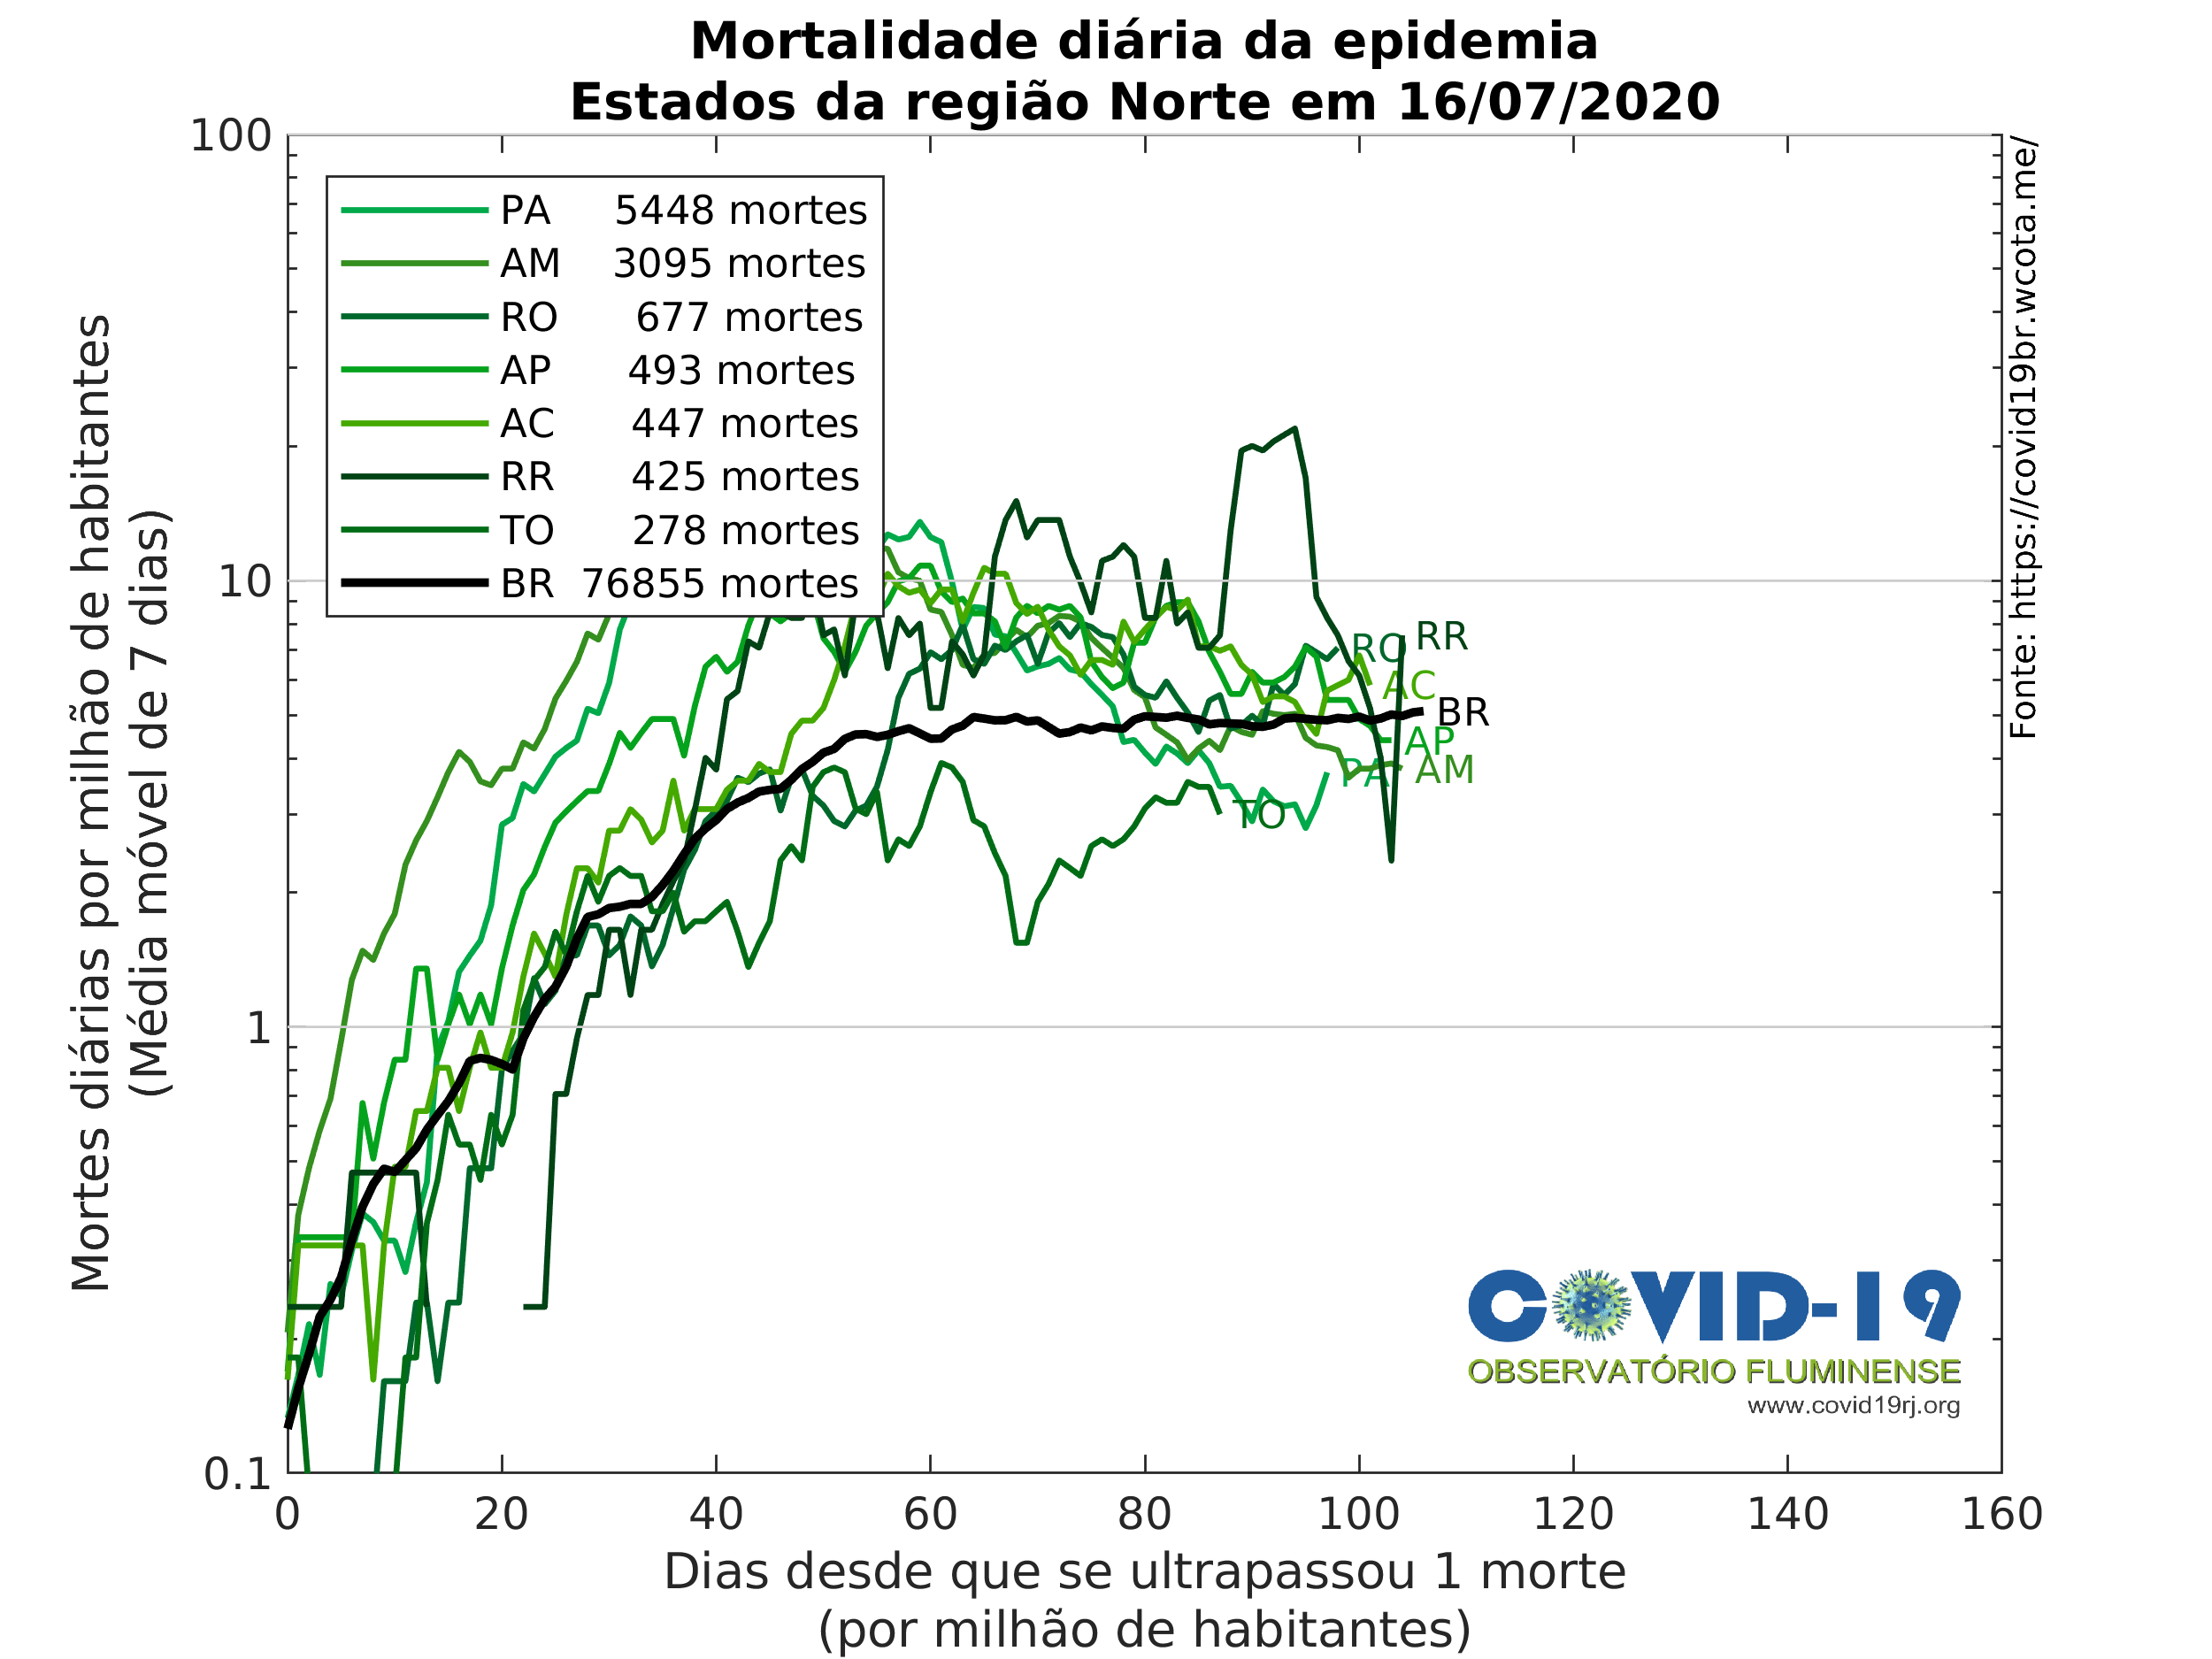 Mortalidade diária da epidemia
Estados da região Norte em 16/07/2020
Mortes diárias por milhão de habitantes
(Média móvel de 7 dias)
100
10
1
0.1
PA 5448 mortes
AM 3095 mortes
RO 677 mortes
AP 493 mortes
AC 447 mortes
RR 425 mortes
TO 278 mortes
BR 76855 mortes
RO
RR
AC
BR
AP
PA
AM
TO
Fonte: https://covid19br.wcota.me/
COVID-19
OBSERVATÓRIO FLUMINENSE
www.covid19rj.org
0 20 40 60 80 100 120 140 160
Dias desde que se ultrapassou 1 morte
(por milhão de habitantes)